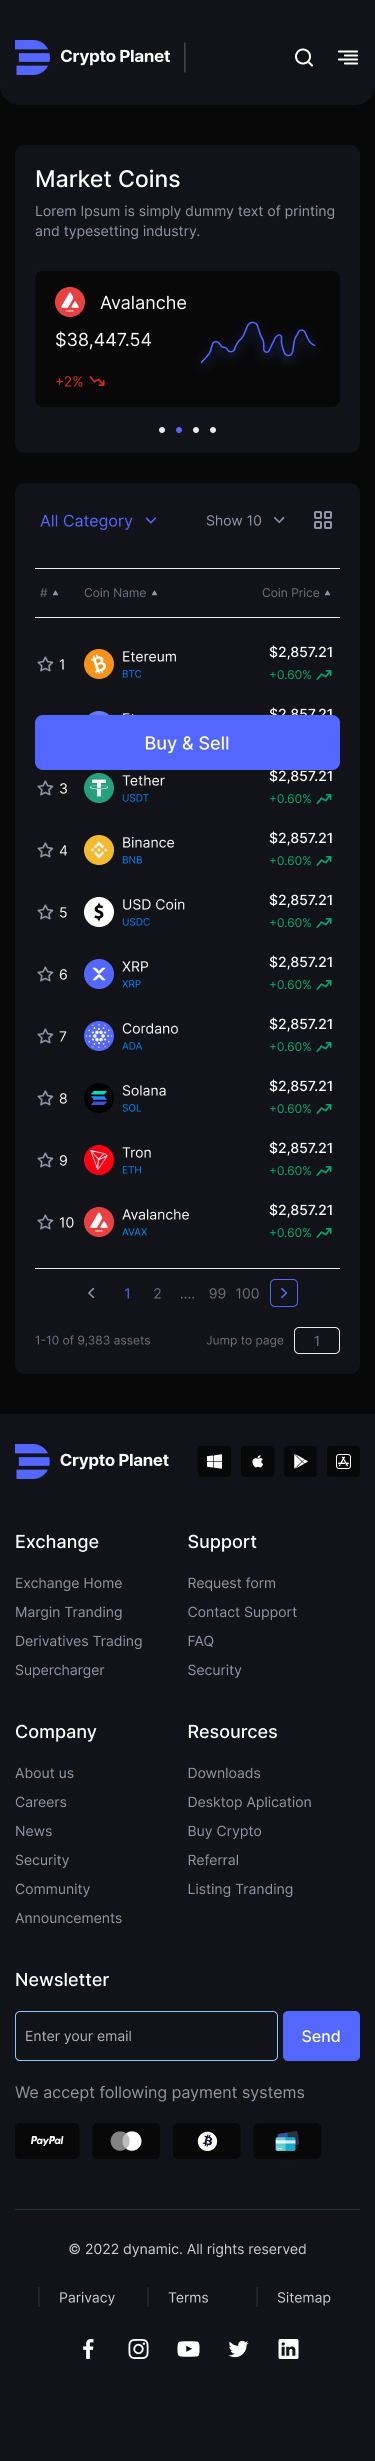 Crypto Planet
Market Coins
Lorem Ipsum is simply dummy text of printing
and typesetting industry.
Avalanche
$38,447.54
+2%
All Category
Show 10
# Coin Name Coin Price
1 Etereum $2,857.21
BTC +0.60%
$2,857.21
Buy & Sell
3 Tether $2,857.21
USDT +0.60%
4 Binance $2,857.21
BNB +0.60%
5 USD Coin $2,857.21
USDC +0.60%
6 XRP $2,857.21
XRP +0.60%
7 Cordano $2,857.21
ADA +0.60%
8 Solana $2,857.21
SOL +0.60%
9 Tron $2,857.21
ETH +0.60%
10 Avalanche $2,857.21
AVAX +0.60%
1 2 .... 99 100
1-10 of 9,383 assets Jump to page 1
Crypto Planet
Exchange
Exchange Home
Margin Tranding
Derivatives Trading
Supercharger
Support
Request form
Contact Support
FAQ
Security
Company
About us
Careers
News
Security
Community
Announcements
Resources
Downloads
Desktop Aplication
Buy Crypto
Referral
Listing Tranding
Newsletter
Enter your email
Send
We accept following payment systems
PayPal
© 2022 dynamic. All rights reserved
Parivacy Terms Sitemap